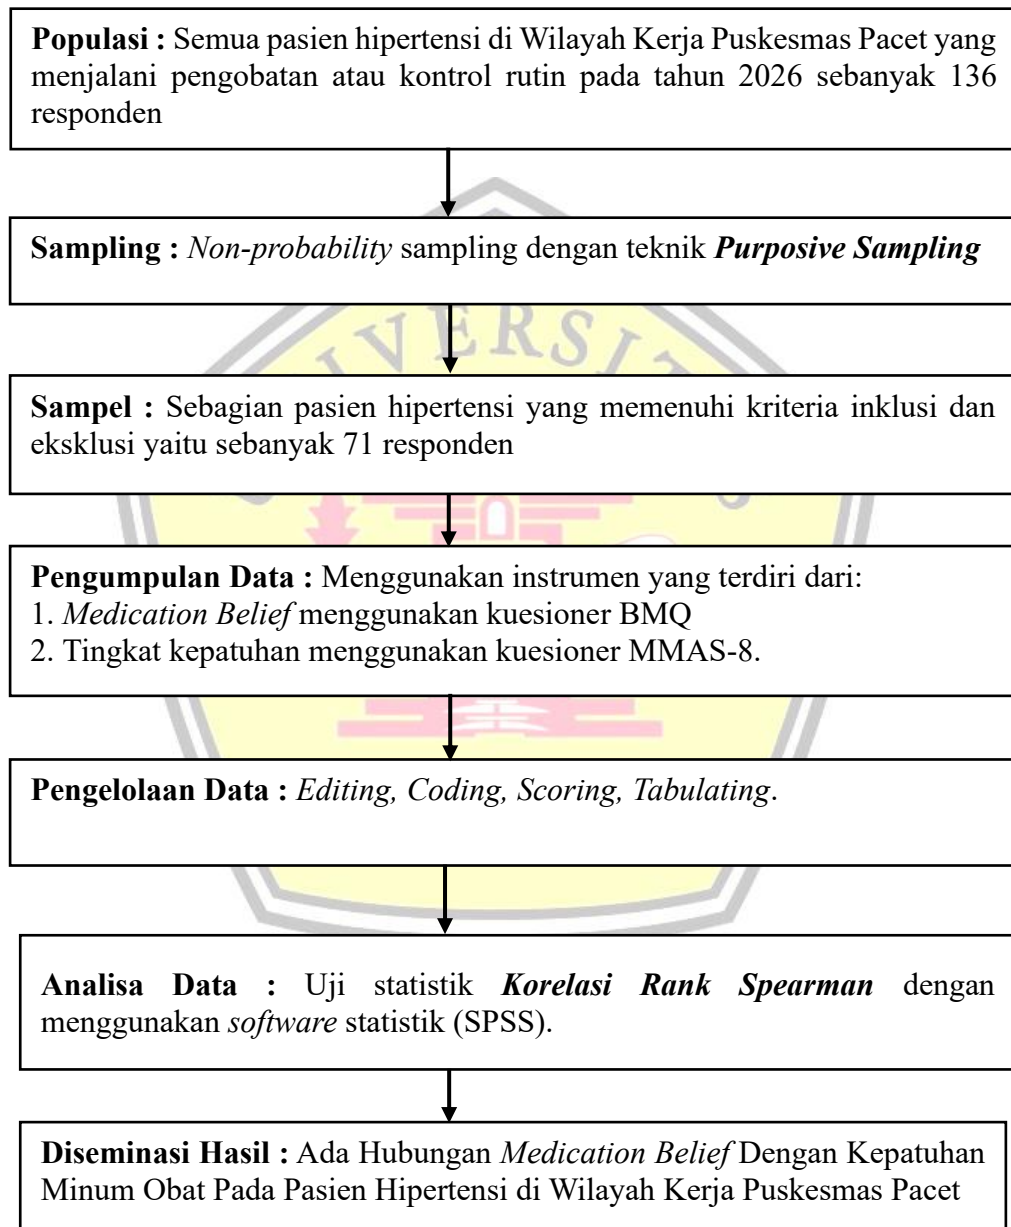 Populasi : Semua pasien hipertensi di Wilayah Kerja Puskesmas Pacet yang
menjalani pengobatan atau kontrol rutin pada tahun 2026 sebanyak 136
responden
Sampling : Non-probability sampling dengan teknik Purposive Sampling
IVERSIT
Sampel : Sebagian pasien hipertensi yang memenuhi kriteria inklusi dan
eksklusi yaitu sebanyak 71 responden
Pengumpulan Data : Menggunakan instrumen yang terdiri dari:
1. Medication Belief menggunakan kuesioner BMQ
2. Tingkat kepatuhan menggunakan kuesioner MMAS-8.
Pengelolaan Data : Editing, Coding, Scoring, Tabulating.
Analisa Data : Uji statistik Korelasi Rank Spearman dengan
menggunakan software statistik (SPSS).
Diseminasi Hasil : Ada Hubungan Medication Belief Dengan Kepatuhan
Minum Obat Pada Pasien Hipertensi di Wilayah Kerja Puskesmas Pacet